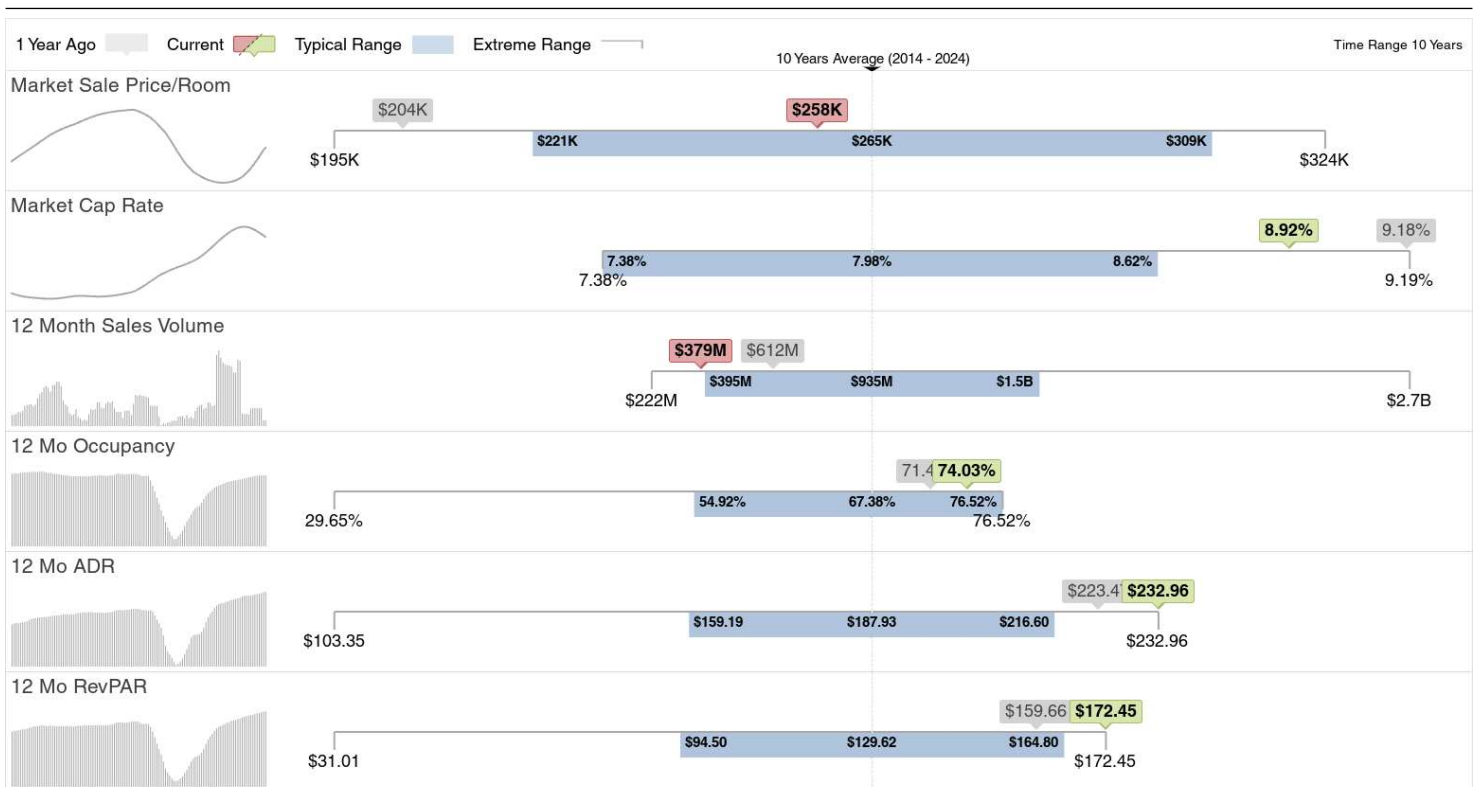 1 Year Ago Current Typical Range Extreme Range
10 Years Average (2014 - 2024)
Time Range 10 Years
Market Sale Price/Room
$204K $258K
$221K $265K $309K
$195K $324K
Market Cap Rate
8.92% 9.18%
7.38% 7.98% 8.62%
7.38% 9.19%
12 Month Sales Volume
$379M $612M
$395M $935M $1.5B
$222M $2.7B
12 Mo Occupancy
71.4 74.03%
54.92% 67.38% 76.52%
29.65% 76.52%
12 Mo ADR
$223.4 $232.96
$159.19 $187.93 $216.60
$103.35 $232.96
12 Mo RevPAR
$159.66 $172.45
$94.50 $129.62 $164.80
$31.01 $172.45